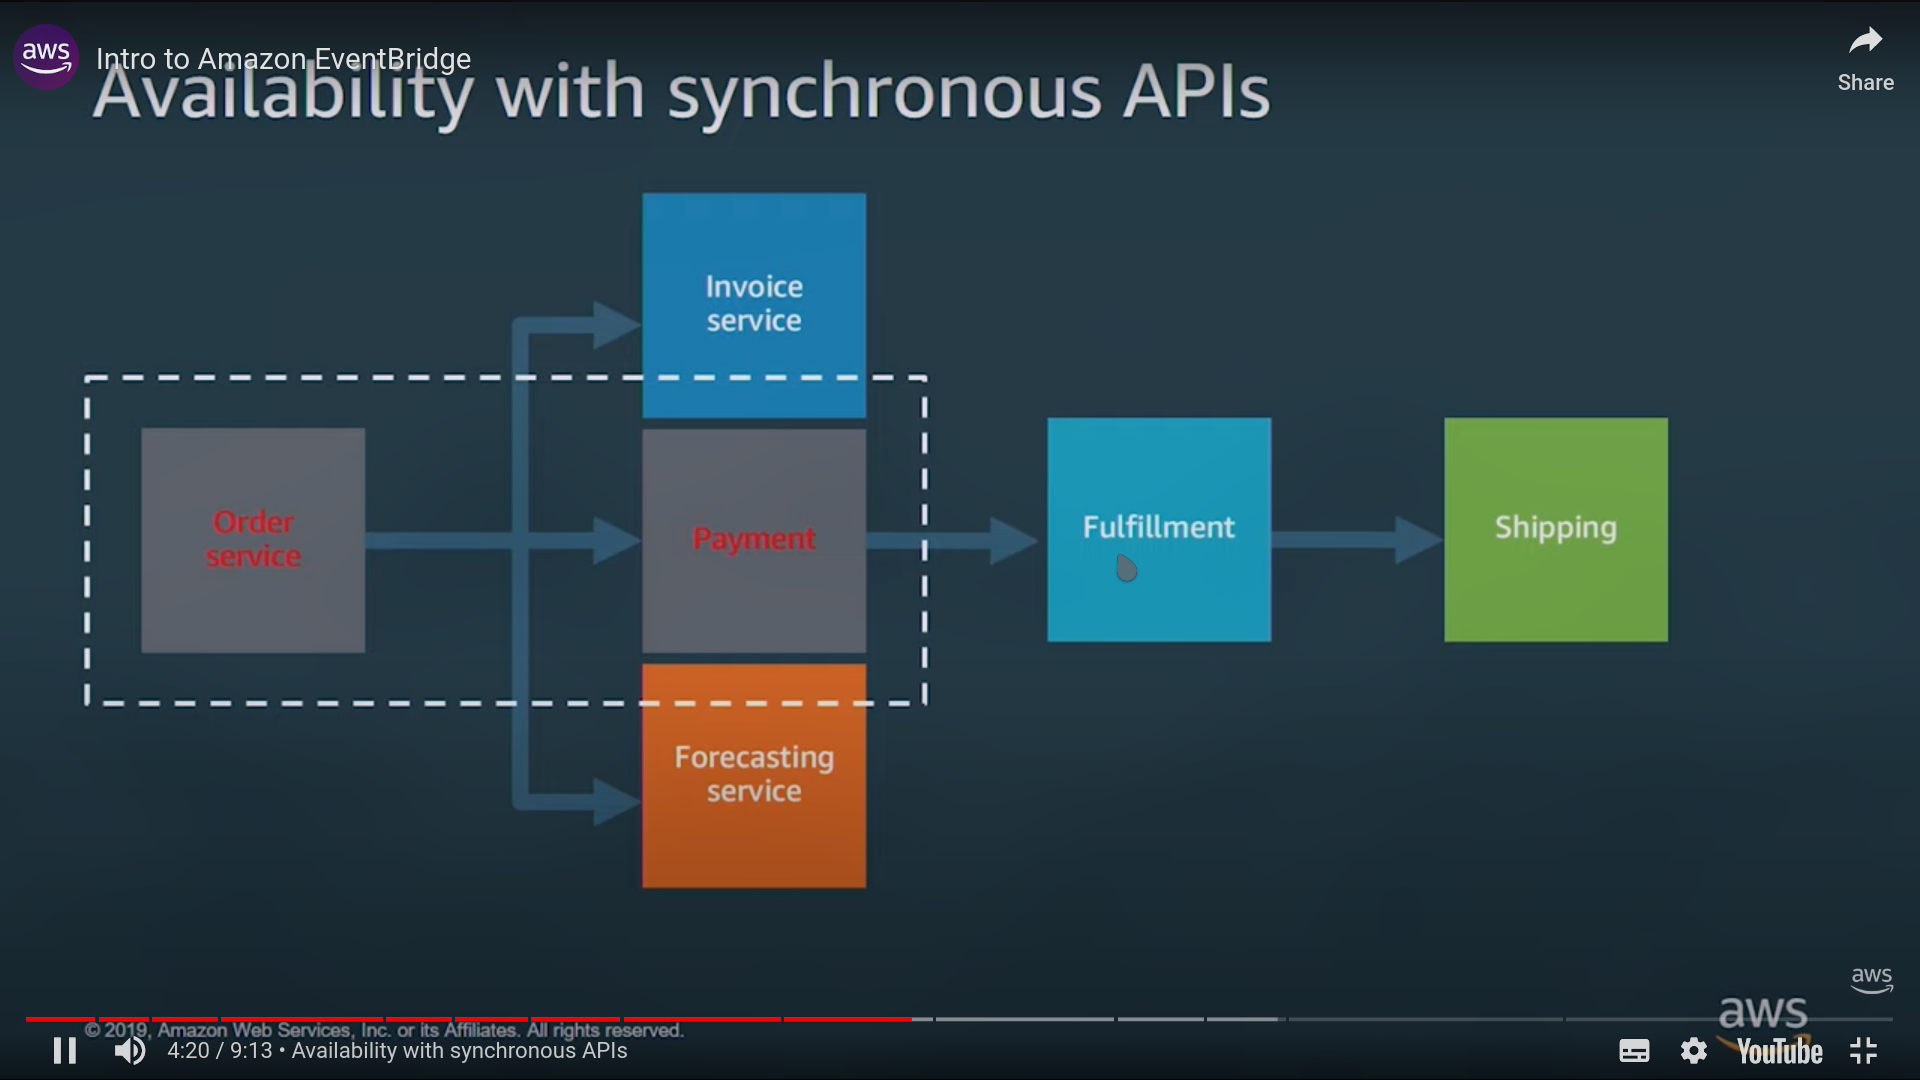 aws
Intro to Amazon EventBridge
Share
Availability with synchronous APIs
Invoice
service
Order
service
Payment
Fulfillment
Shipping
Forecasting
service
aws
aws
© 2019, Amazon Web Services, Inc. or its Affiliates. All rights reserved.
4:20 / 9:13 • Availability with synchronous APIs
YouTube